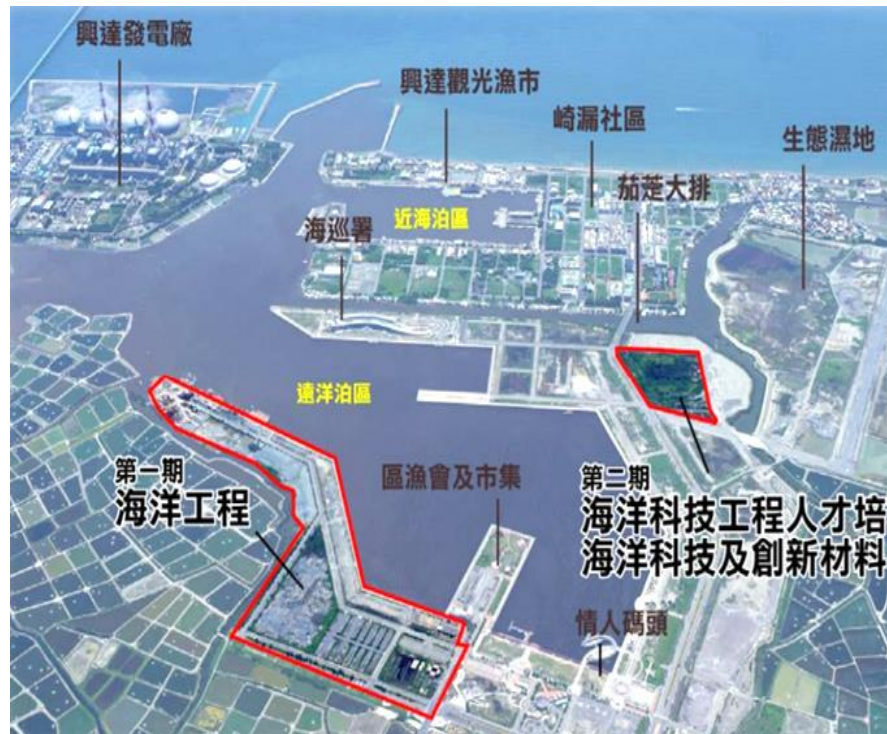 興達發電廠
興達觀光漁市
崎漏社區
生態濕地
茄萣大排
近海泊區
海巡署
遠洋泊區
第一期
海洋工程
區漁會及市集
第二期
海洋科技工程人才培
海洋科技及創新材料
情人碼頭